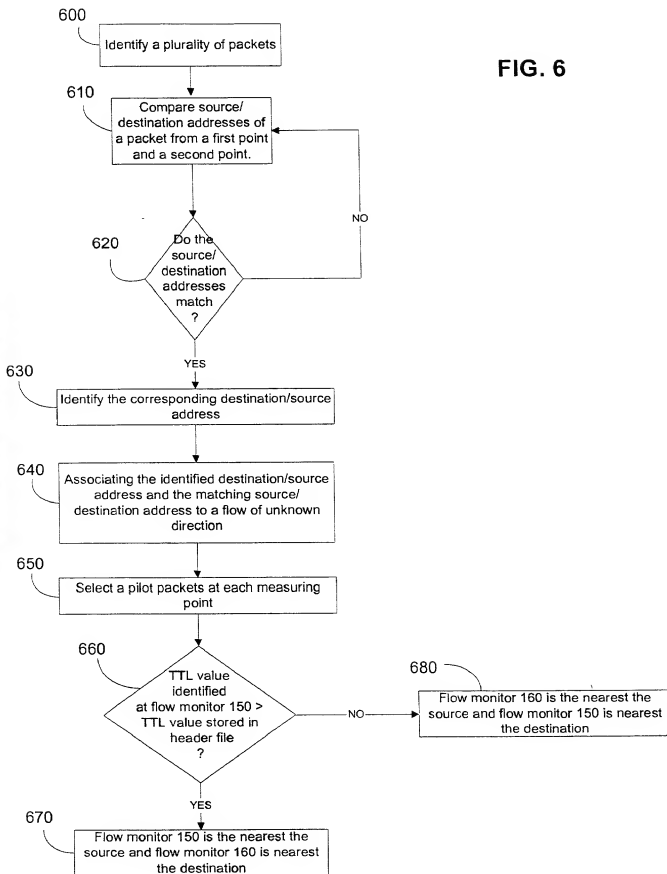 600
Identify a plurality of packets
FIG. 6
610
Compare source/
destination addresses of
a packet from a first point
and a second point.
NO
620
Do the
source/
destination
addresses
match
?
YES
630
Identify the corresponding destination/source
address
640
Associating the identified destination/source
address and the matching source/
destination address to a flow of unknown
direction
650
Select a pilot packets at each measuring
point
660
TTL value
identified
at flow monitor 150 >
TTL value stored in
header file
?
NO
680
Flow monitor 160 is the nearest the
source and flow monitor 150 is nearest
the destination
YES
670
Flow monitor 150 is the nearest the
source and flow monitor 160 is nearest
the destination